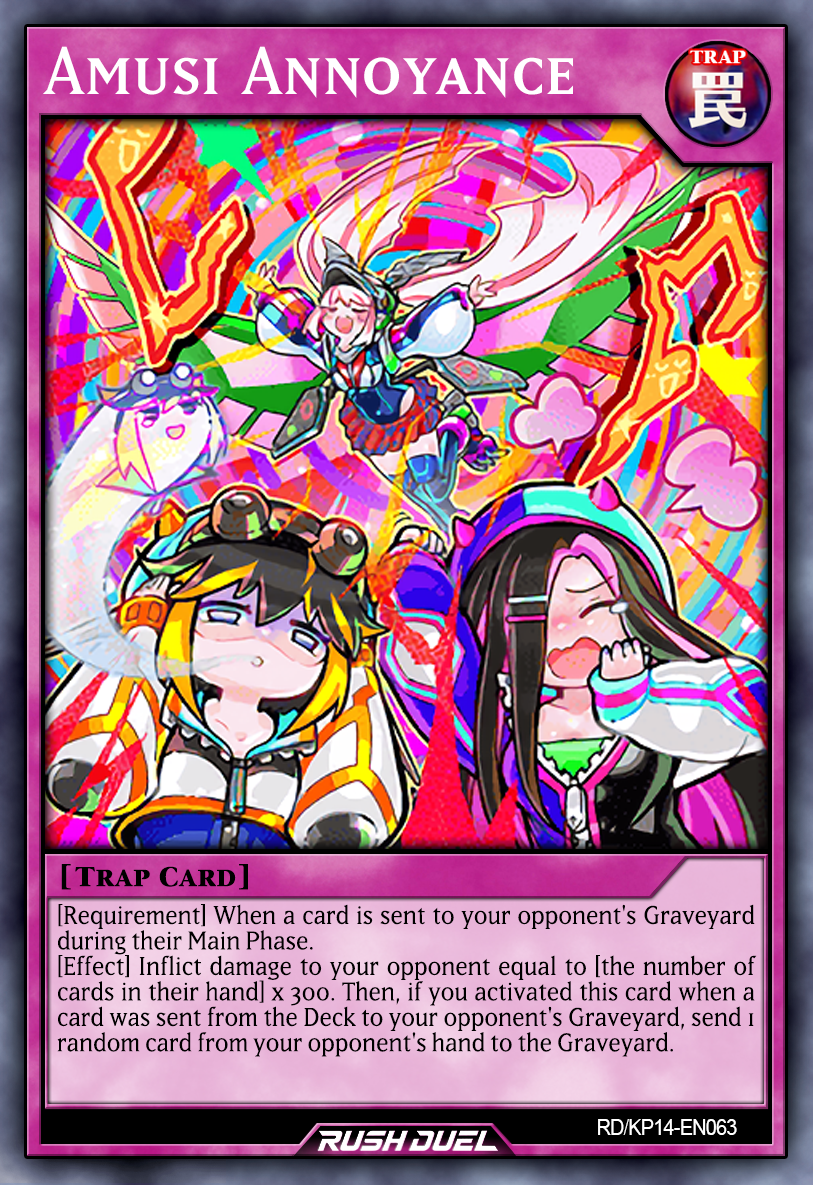 Amusi Annoyance
TRAP
罠
[Trap Card]
[Requirement] When a card is sent to your opponent's Graveyard
during their Main Phase.
[Effect] Inflict damage to your opponent equal to [the number of
cards in their hand] x 300. Then, if you activated this card when a
card was sent from the Deck to your opponent's Graveyard, send 1
random card from your opponent's hand to the Graveyard.
RD/KP14-EN063
RUSH DUEL